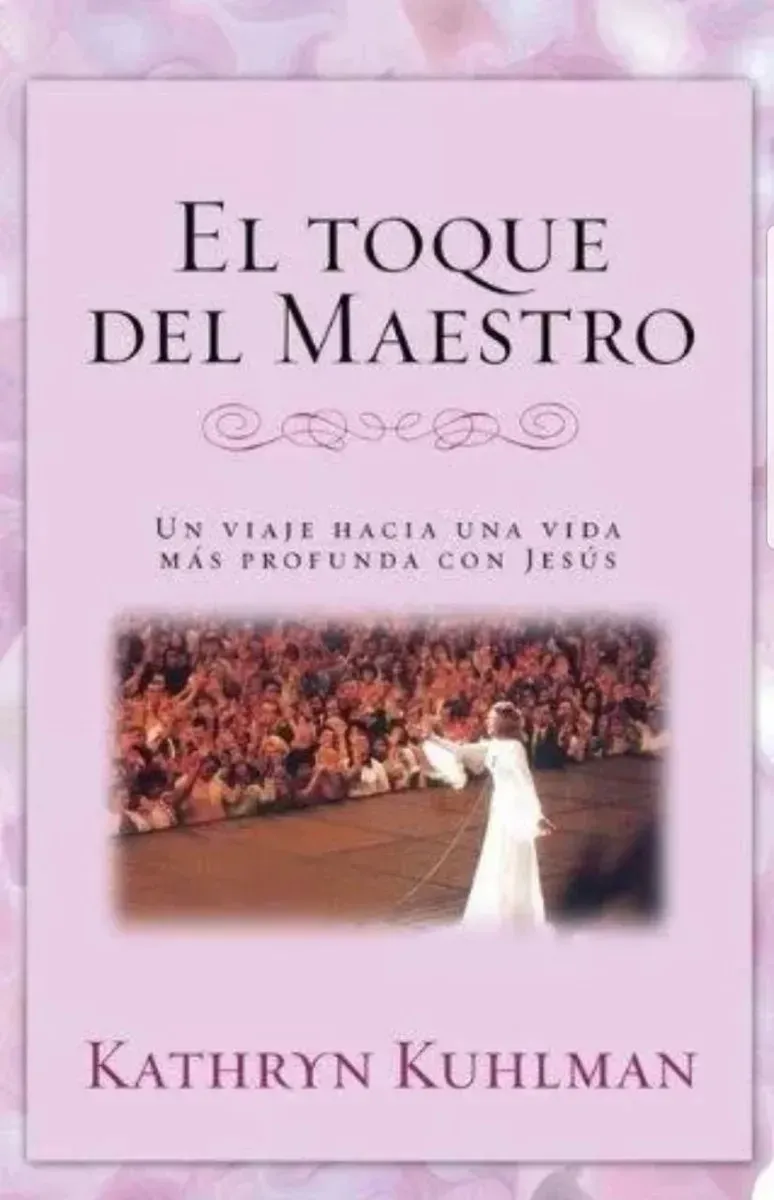 El toque
del Maestro
Un viaje hacia una vida
más profunda con Jesús
Kathryn Kuhlman